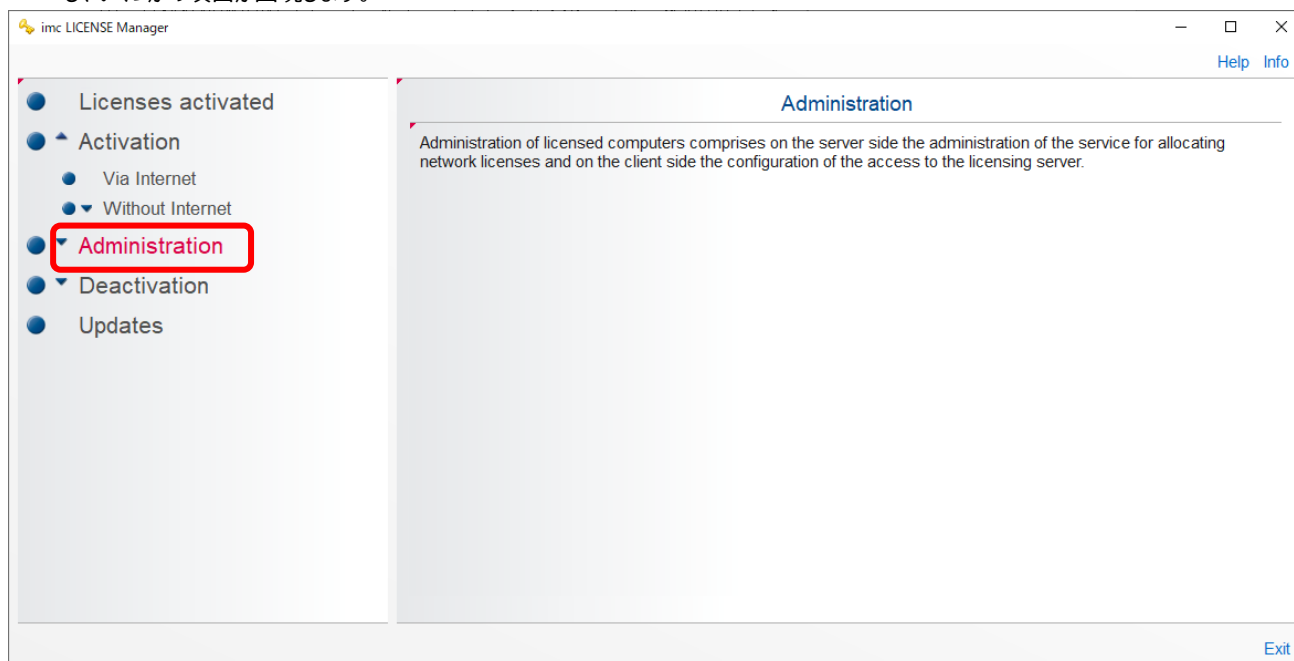 imc LICENSE Manager
Help Info
Licenses activated
Activation
Via Internet
Without Internet
Administration
Deactivation
Updates
Administration
Administration of licensed computers comprises on the server side the administration of the service for allocating
network licenses and on the client side the configuration of the access to the licensing server.
Exit